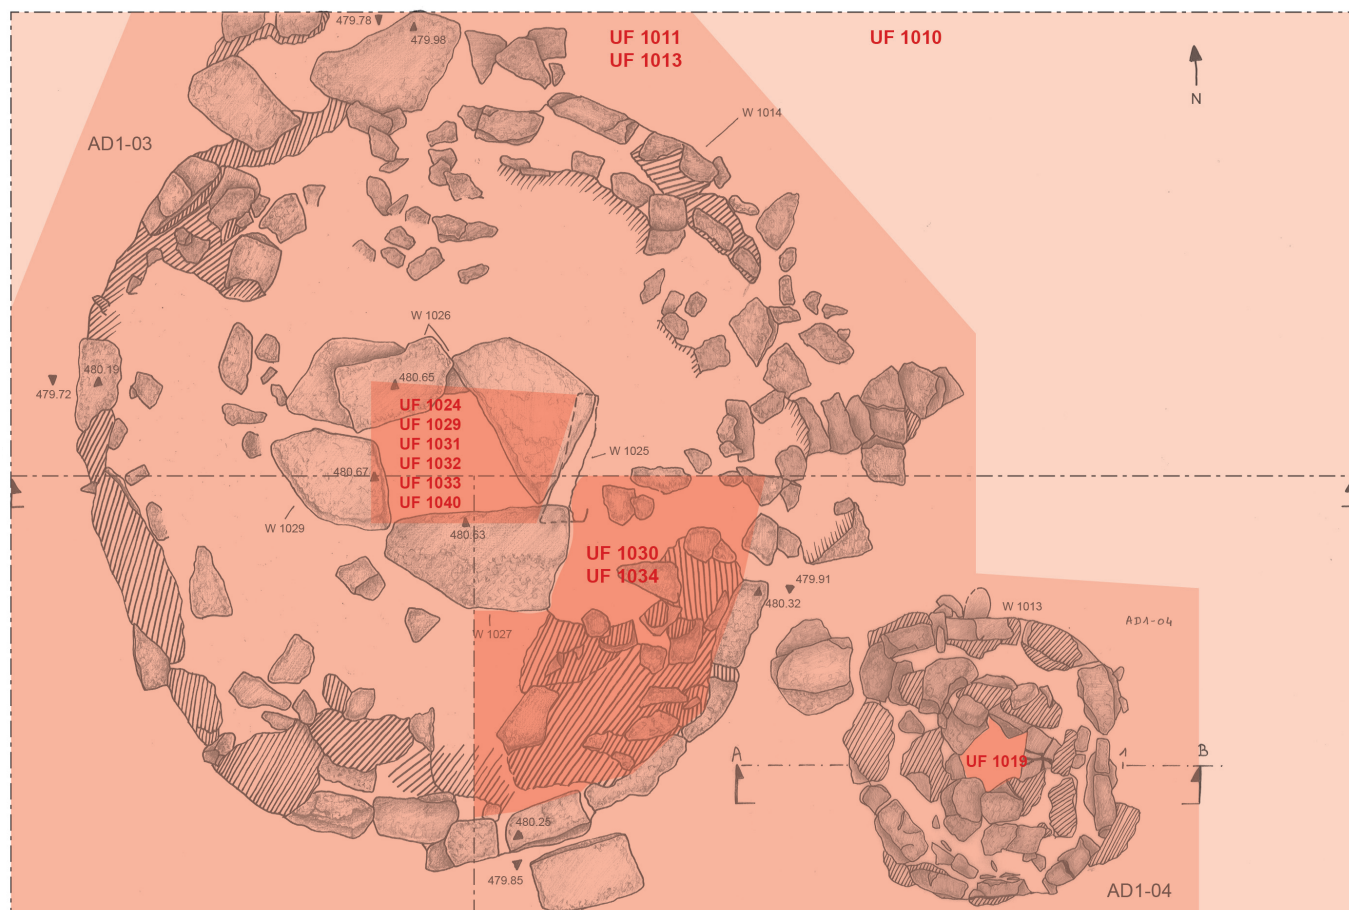 479.78
479.98
UF 1011
UF 1013
UF 1010
N
W 1014
AD1-03
W 1026
480.19
479.72
480.65
UF 1024
UF 1029
UF 1031
UF 1032
UF 1033
UF 1040
W 1025
480.67
W 1029
480.63
UF 1030
UF 1034
479.91
480.32
W 1027
W 1013
AD1-04
A
1
B
UF 1019
480.25
479.85
AD1-04